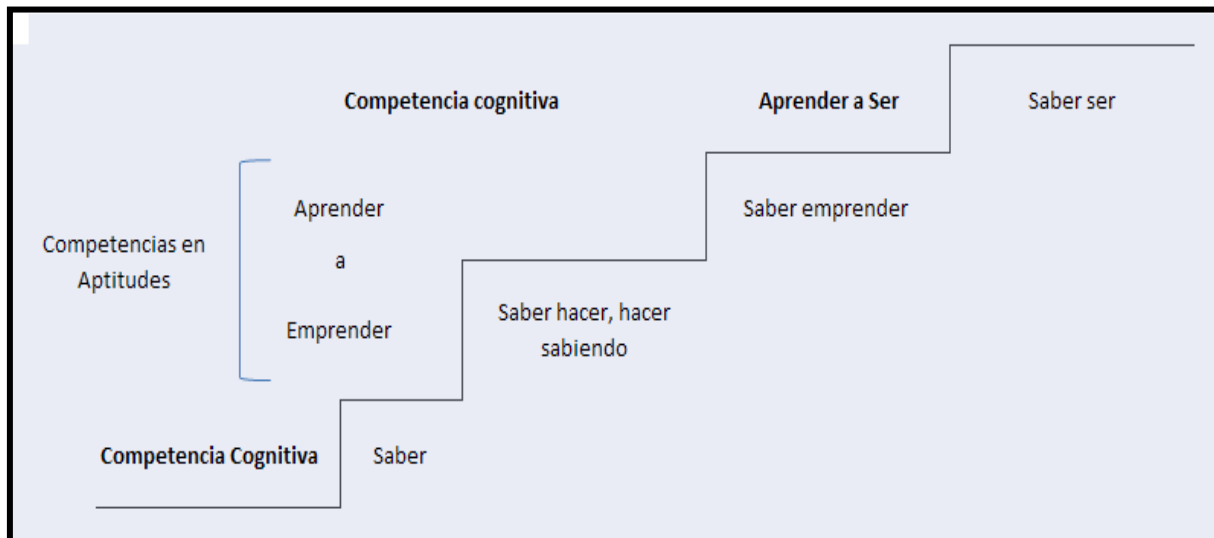 Competencia cognitiva
Aprender a Ser
Saber ser
Aprender
a
Emprender
Competencias en
Aptitudes
Saber emprender
Saber hacer, hacer
sabiendo
Competencia Cognitiva
Saber